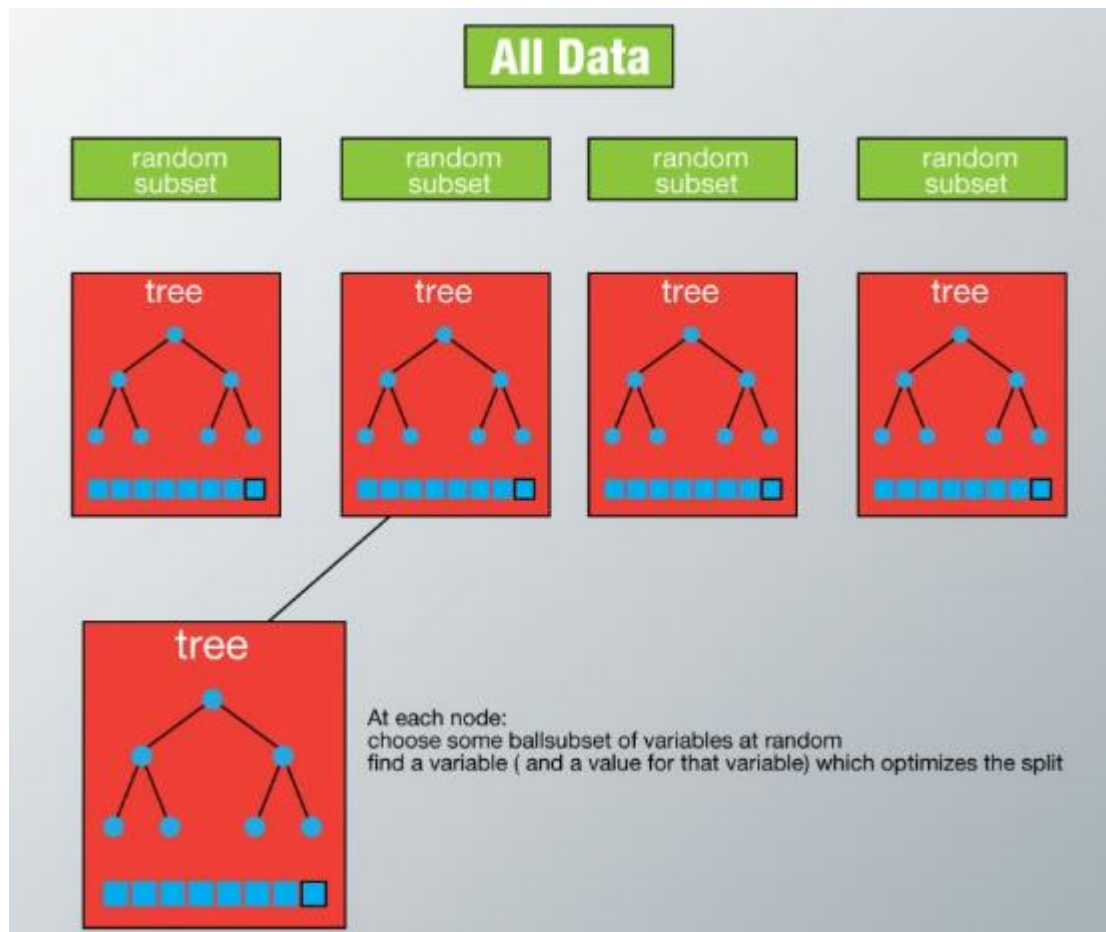 All Data
random
subset
random
subset
random
subset
random
subset
tree
tree
tree
tree
tree
At each node:
choose some ballsubset of variables at random
find a variable ( and a value for that variable) which optimizes the split